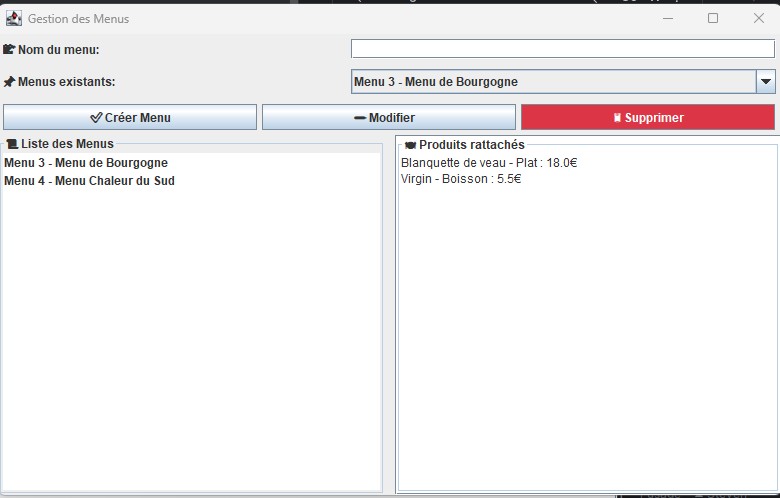 Gestion des Menus
Nom du menu:
Menus existants:
Menu 3 - Menu de Bourgogne
Créer Menu
Modifier
Supprimer
Liste des Menus
Menu 3 - Menu de Bourgogne
Menu 4 - Menu Chaleur du Sud
Produits rattachés
Blanquette de veau - Plat : 18.0€
Virgin - Boisson : 5.5€